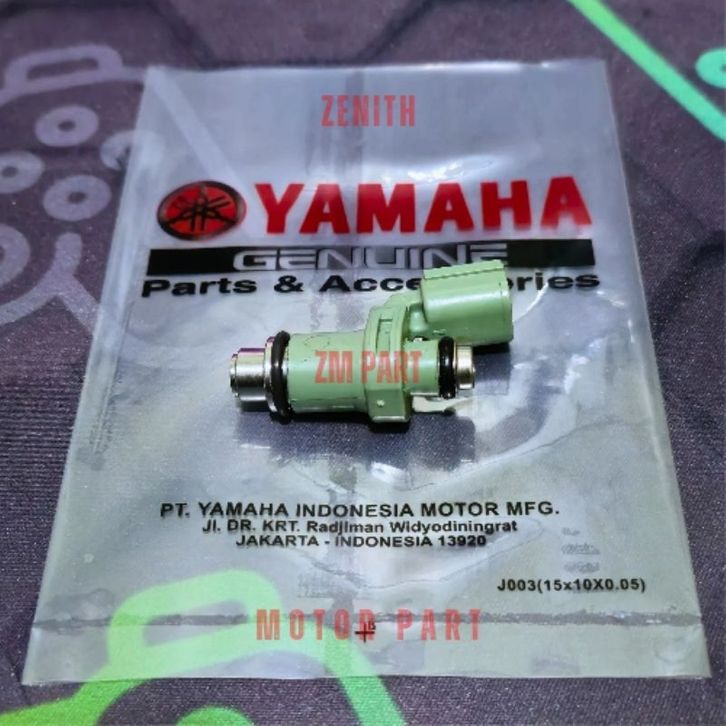 ZENITH
YAMAHA
GENUINE
Parts & Accessories
ZM PART
PT. YAMAHA INDONESIA MOTOR MFG.
Jl. DR. KRT. Radjiman Widyodiningrat
JAKARTA - INDONESIA 13920
J003(15x10X0.05)
MOTOR PART